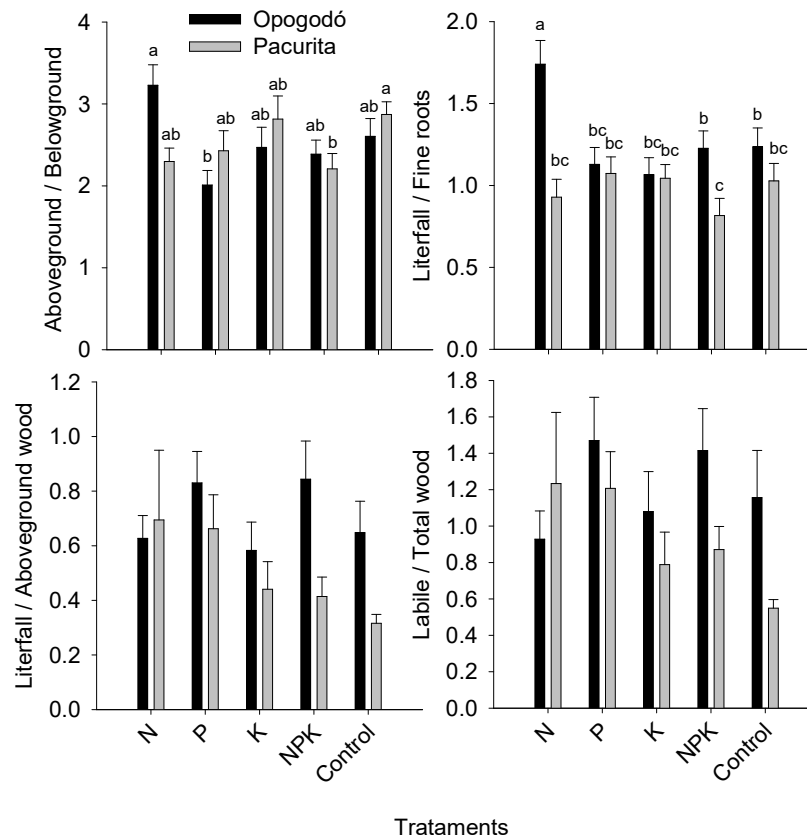 Opogodó
Pacurita
Aboveground / Belowground
4
3
2
1
0
a
ab
b
ab
ab
ab
ab
b
ab
a
Literfall / Fine roots
2.0
1.5
1.0
0.5
0.0
a
bc
bc
bc
bc
bc
b
c
b
bc
Literfall / Aboveground wood
1.2
1.0
0.8
0.6
0.4
0.2
0.0
N
P
K
NPK
Control
Labile / Total wood
1.8
1.6
1.4
1.2
1.0
0.8
0.6
0.4
0.2
0.0
N
P
K
NPK
Control
Trataments